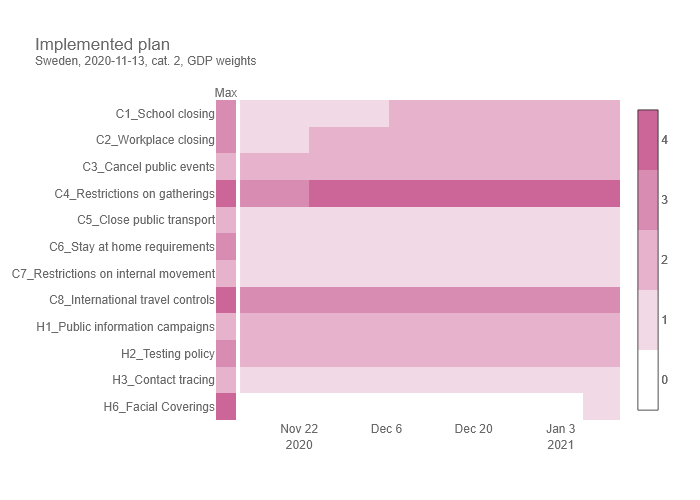 Implemented plan
Sweden, 2020-11-13, cat. 2, GDP weights
Max
C1_School closing
C2_Workplace closing
C3_Cancel public events
C4_Restrictions on gatherings
C5_Close public transport
C6_Stay at home requirements
C7_Restrictions on internal movement
C8_International travel controls
H1_Public information campaigns
H2_Testing policy
H3_Contact tracing
H6_Facial Coverings
Nov 22 Dec 6 Dec 20 Jan 3
2020 2021
4
3
2
1
0